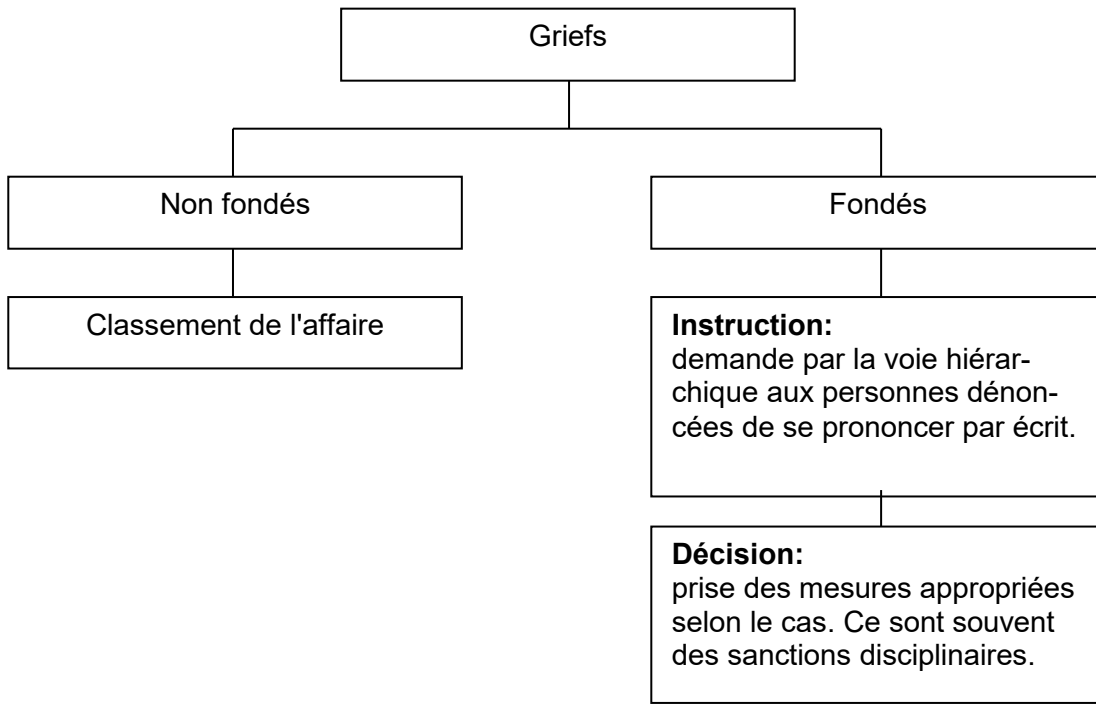 Griefs
Non fondés
Fondés
Classement de l'affaire
Instruction:
demande par la voie hiérar-
chique aux personnes dénon-
cées de se prononcer par écrit.
Décision:
prise des mesures appropriées
selon le cas. Ce sont souvent
des sanctions disciplinaires.